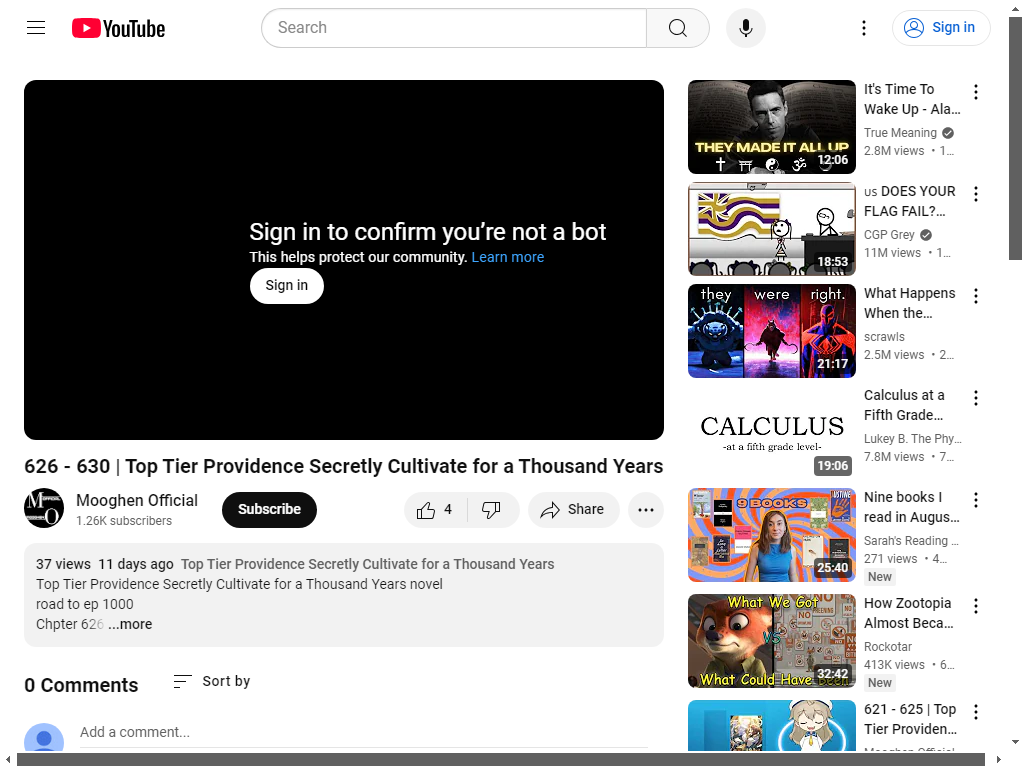 YouTube
Search
Sign in
Sign in to confirm you're not a bot
This helps protect our community. Learn more
Sign in
626 - 630 | Top Tier Providence Secretly Cultivate for a Thousand Years
Mooghen Official
1.26K subscribers
Subscribe
4
Share
37 views 11 days ago Top Tier Providence Secretly Cultivate for a Thousand Years
Top Tier Providence Secretly Cultivate for a Thousand Years novel
road to ep 1000
Chpter 626 ...more
0 Comments
Sort by
Add a comment...
THEY MADE IT ALL UP
12:06
It's Time To
Wake Up - Ala...
True Meaning
2.8M views • 1...
18:53
us DOES YOUR
FLAG FAIL?...
CGP Grey
11M views • 1...
they were right.
21:17
What Happens
When the...
scrawls
2.5M views • 2...
CALCULUS
-at a fifth grade level-
19:06
Calculus at a
Fifth Grade...
Lukey B. The Phy...
7.8M views • 7...
9 BOOKS
25:40
Nine books I
read in Augus...
Sarah's Reading ...
271 views • 4...
New
What We Got
VS
What Could Have Been
32:42
How Zootopia
Almost Beca...
Rockotar
413K views • 6...
New
621 - 625 | Top
Tier Providen...
Mooghen Official